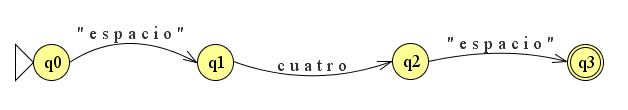 "espacio"
"espacio"
q0
q1
cuatro
q2
q3